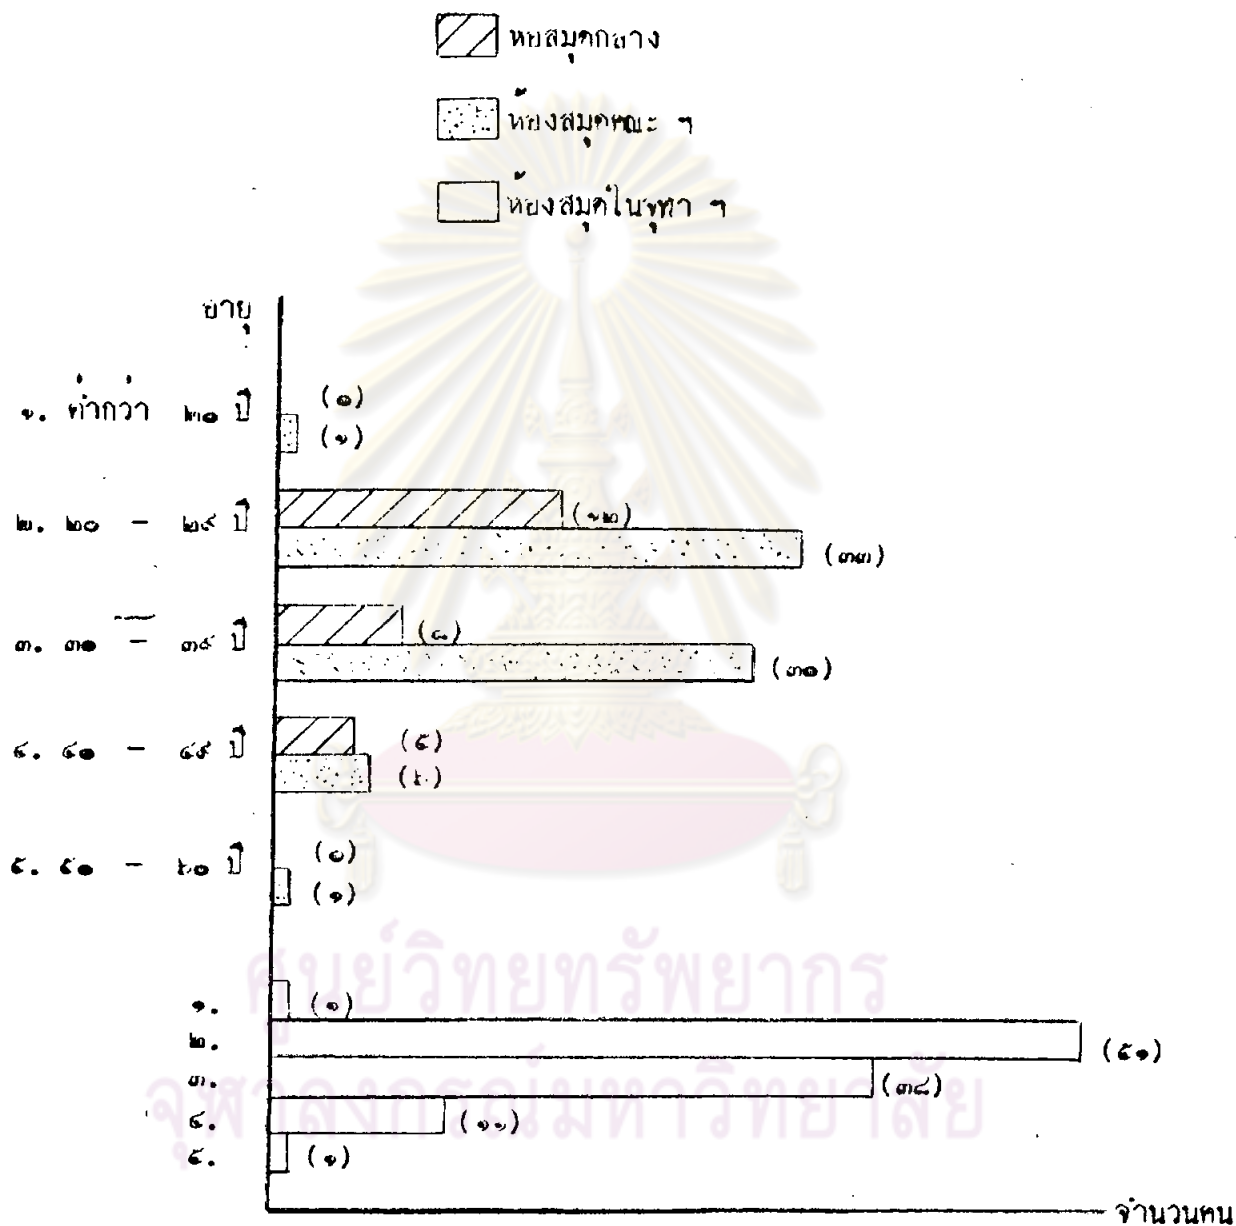 หอสมุดกลาง
ห้องสมุดคณะ ฯ
ห้องสมุดในจุฬา ฯ
อายุ
๑. ต่ำกว่า ๒๐ ปี (๐)
(๑)
๒. ๒๐ - ๒๙ ปี (๑๘)
(๓๓)
๓. ๓๐ - ๓๙ ปี (๘)
(๓๐)
๔. ๔๐ - ๔๙ ปี (๕)
(๖)
๕. ๕๐ - ๖๐ ปี (๐)
(๑)
๑. (๑)
๒. (๕๑)
๓. (๓๘)
๔. (๑๑)
๕. (๑)
จำนวนคน
ศูนย์วิทยทรัพยากร
จุฬาลงกรณ์มหาวิทยาลัย